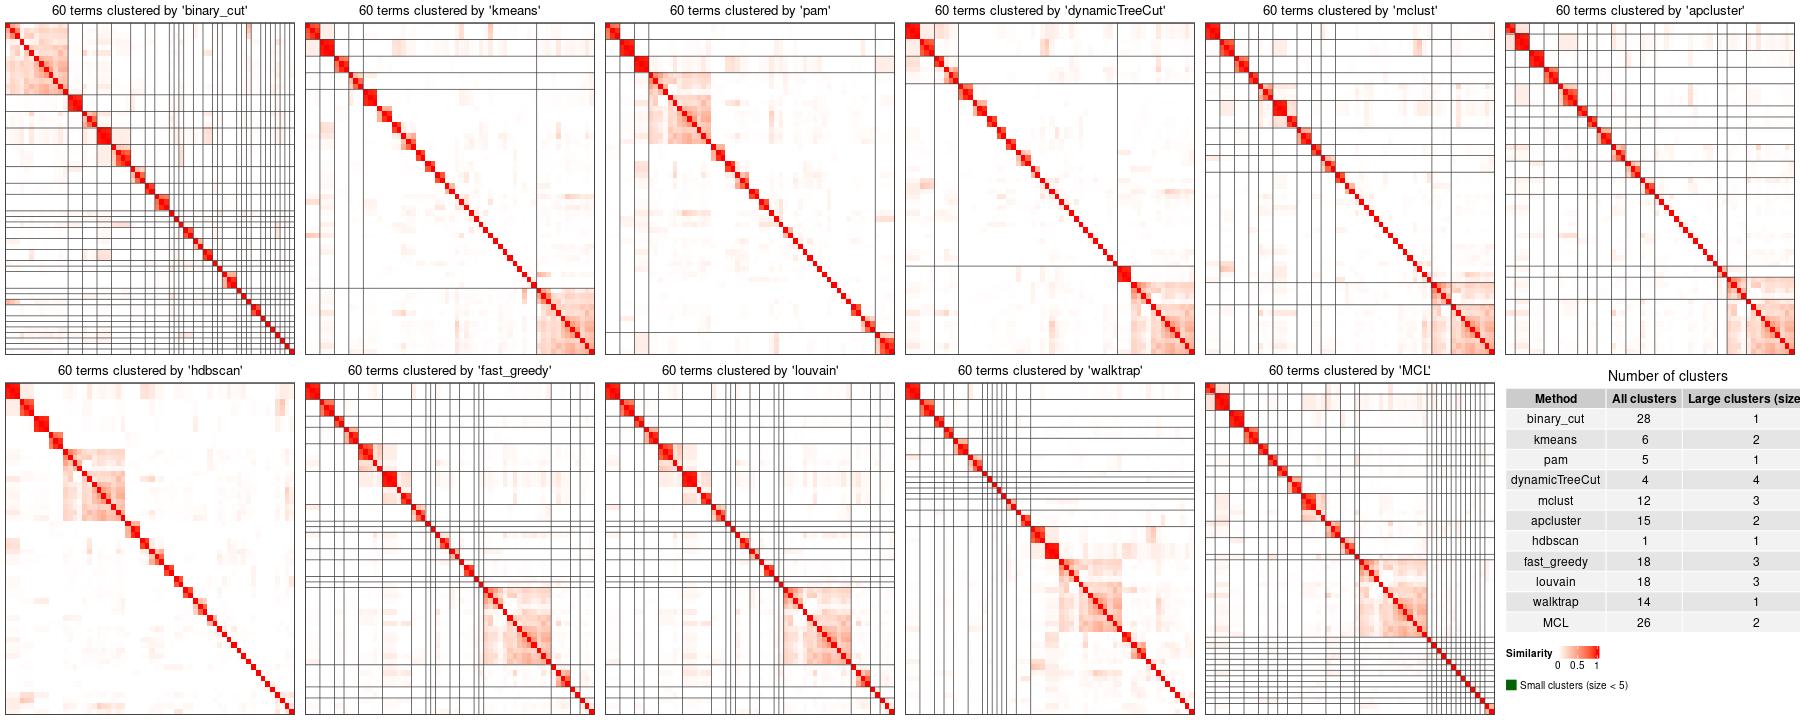 60 terms clustered by 'binary_cut'
60 terms clustered by 'kmeans'
60 terms clustered by 'pam'
60 terms clustered by 'dynamicTreeCut'
60 terms clustered by 'mclust'
60 terms clustered by 'apcluster'
60 terms clustered by 'hdbscan'
60 terms clustered by 'fast_greedy'
60 terms clustered by 'louvain'
60 terms clustered by 'walktrap'
60 terms clustered by 'MCL'
Number of clusters
Method All clusters Large clusters (size
binary_cut 28 1
kmeans 6 2
pam 5 1
dynamicTreeCut 4 4
mclust 12 3
apcluster 15 2
hdbscan 1 1
fast_greedy 18 3
louvain 18 3
walktrap 14 1
MCL 26 2
Similarity
0 0.5 1
Small clusters (size < 5)